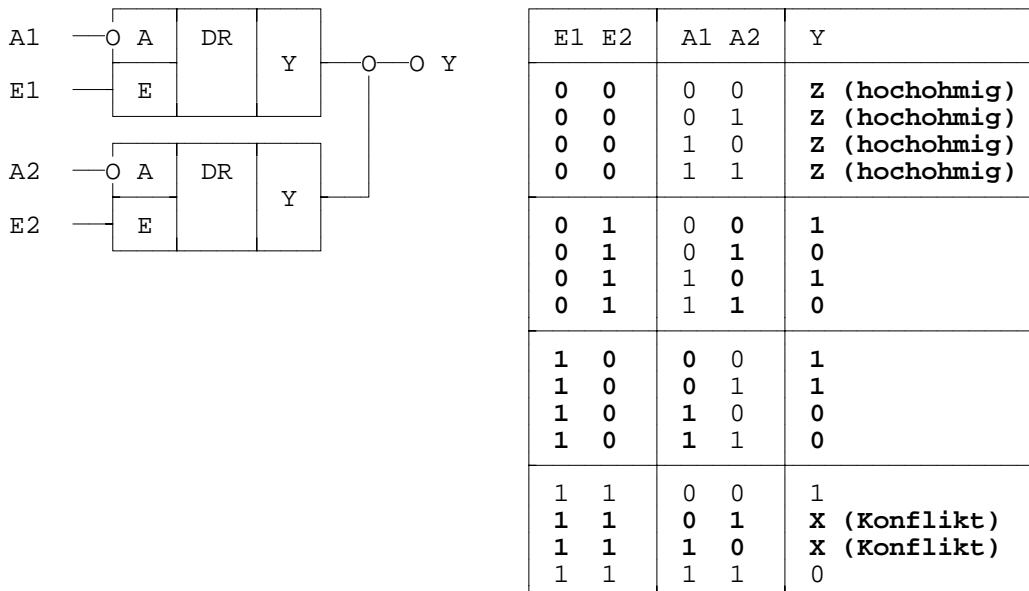 A1 A DR
Y Y
E1 E
A2 A DR
Y
E2 E
E1 E2 A1 A2 Y
0 0 0 0 Z (hochohmig)
0 0 0 1 Z (hochohmig)
0 0 1 0 Z (hochohmig)
0 0 1 1 Z (hochohmig)
0 1 0 0 1
0 1 0 1 0
0 1 1 0 1
0 1 1 1 0
1 0 0 0 1
1 0 0 1 1
1 0 1 0 0
1 0 1 1 0
1 1 0 0 1
1 1 0 1 X (Konflikt)
1 1 1 0 X (Konflikt)
1 1 1 1 0